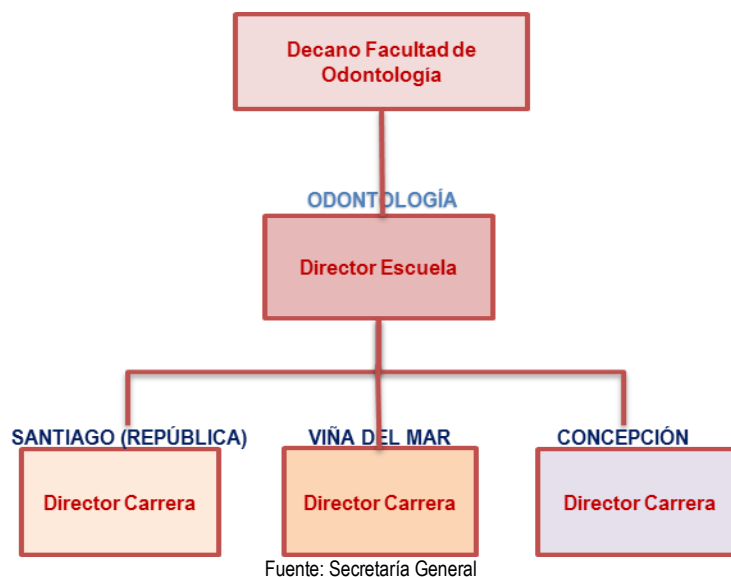 Decano Facultad de
Odontología
ODONTOLOGÍA
Director Escuela
SANTIAGO (REPÚBLICA)
VIÑA DEL MAR
CONCEPCIÓN
Director Carrera
Director Carrera
Director Carrera
Fuente: Secretaría General